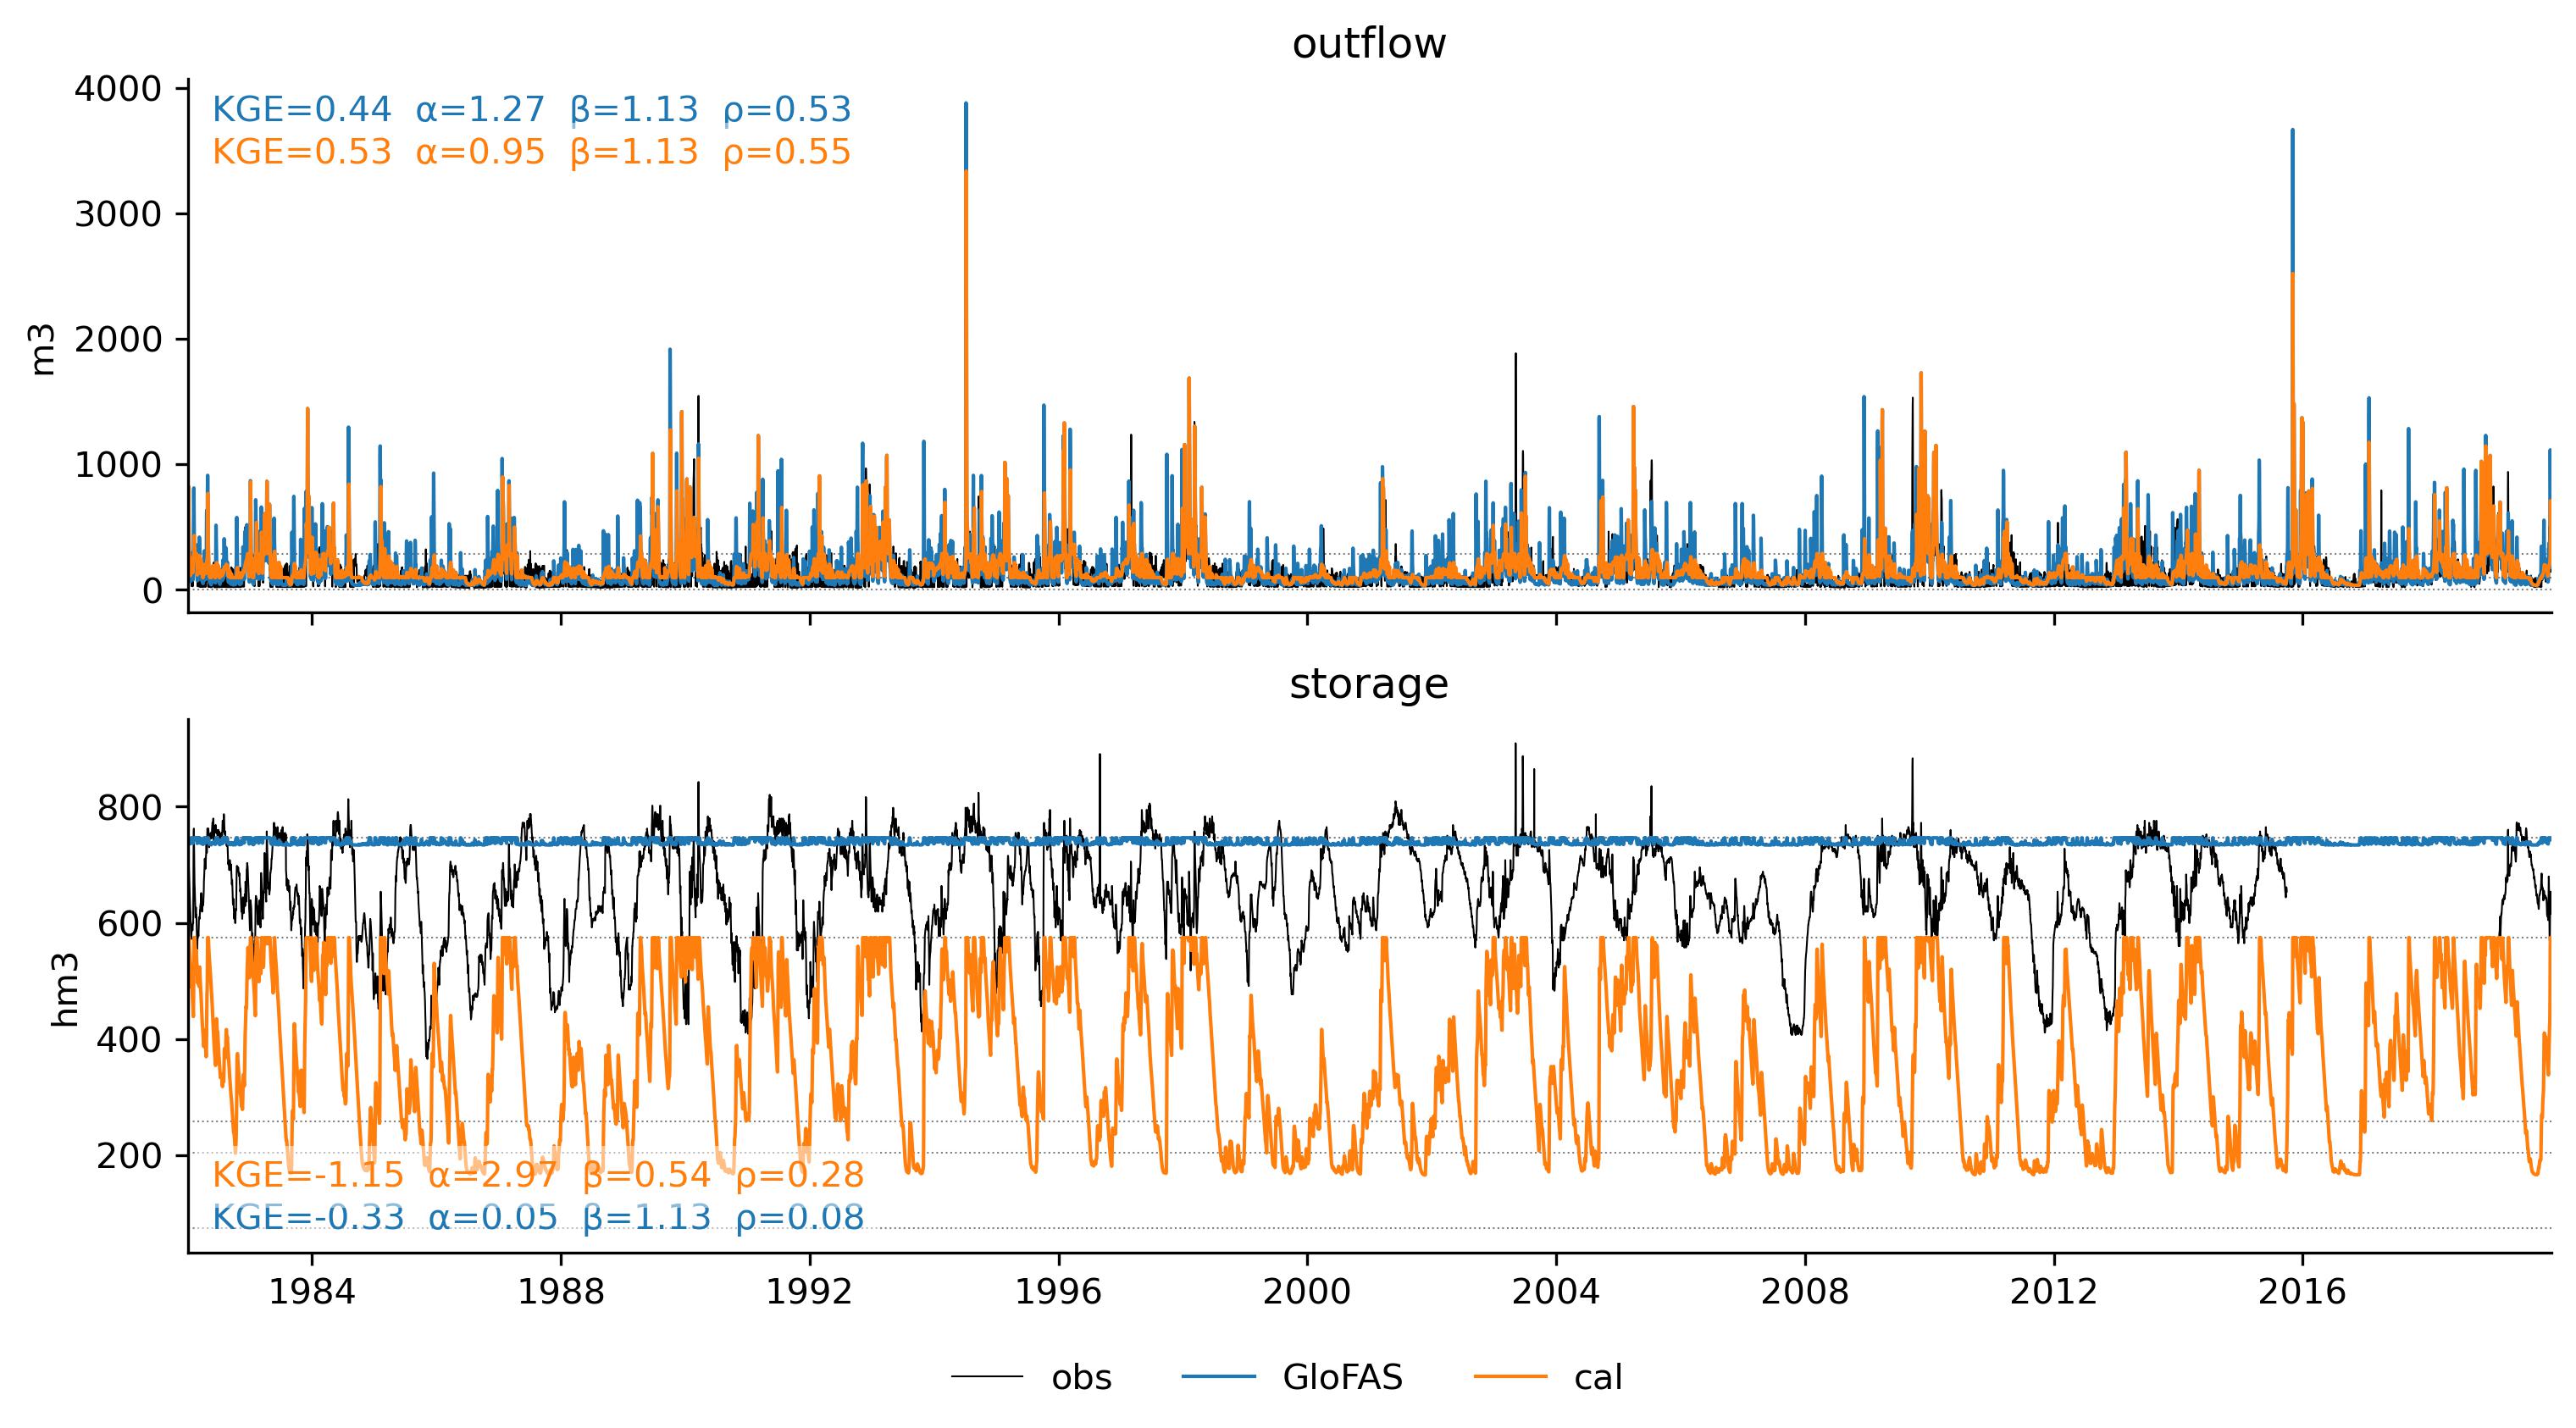 outflow
4000
3000
2000
1000
0
m3
KGE=0.44 α=1.27 β=1.13 ρ=0.53
KGE=0.53 α=0.95 β=1.13 ρ=0.55
storage
800
600
400
200
hm3
KGE=-1.15 α=2.97 β=0.54 ρ=0.28
KGE=-0.33 α=0.05 β=1.13 ρ=0.08
1984 1988 1992 1996 2000 2004 2008 2012 2016
obs GloFAS cal